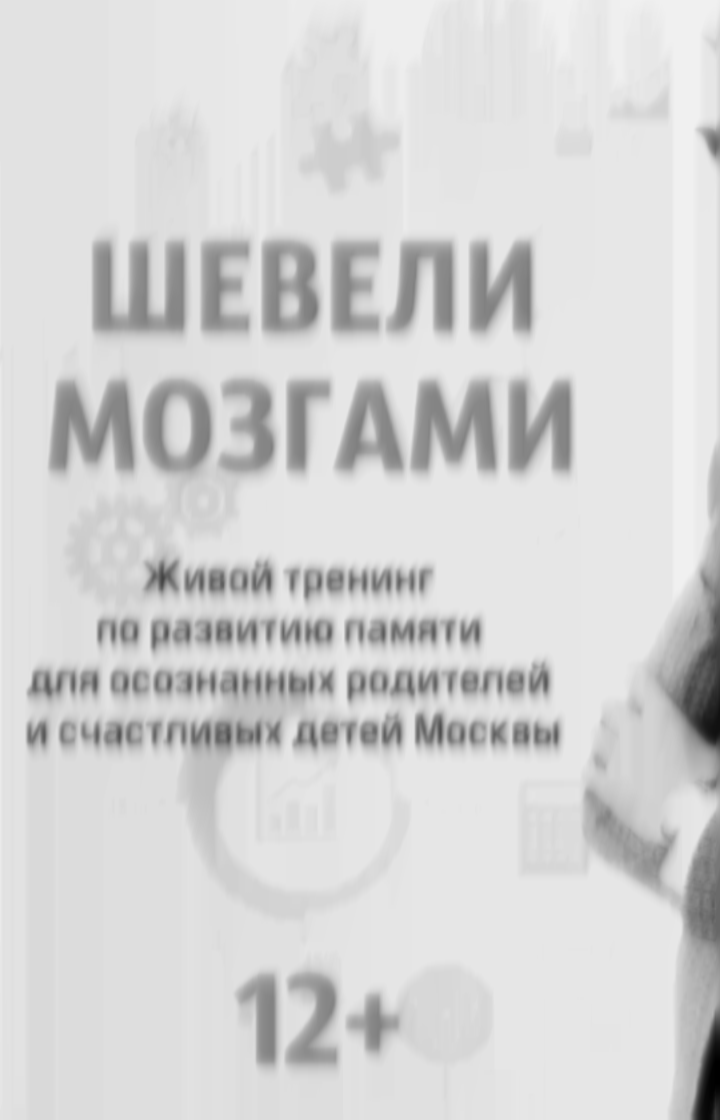 ШЕВЕЛИ
МОЗГАМИ
Живой тренинг
по развитию памяти
для осознанных родителей
и счастливых детей Москвы
12+